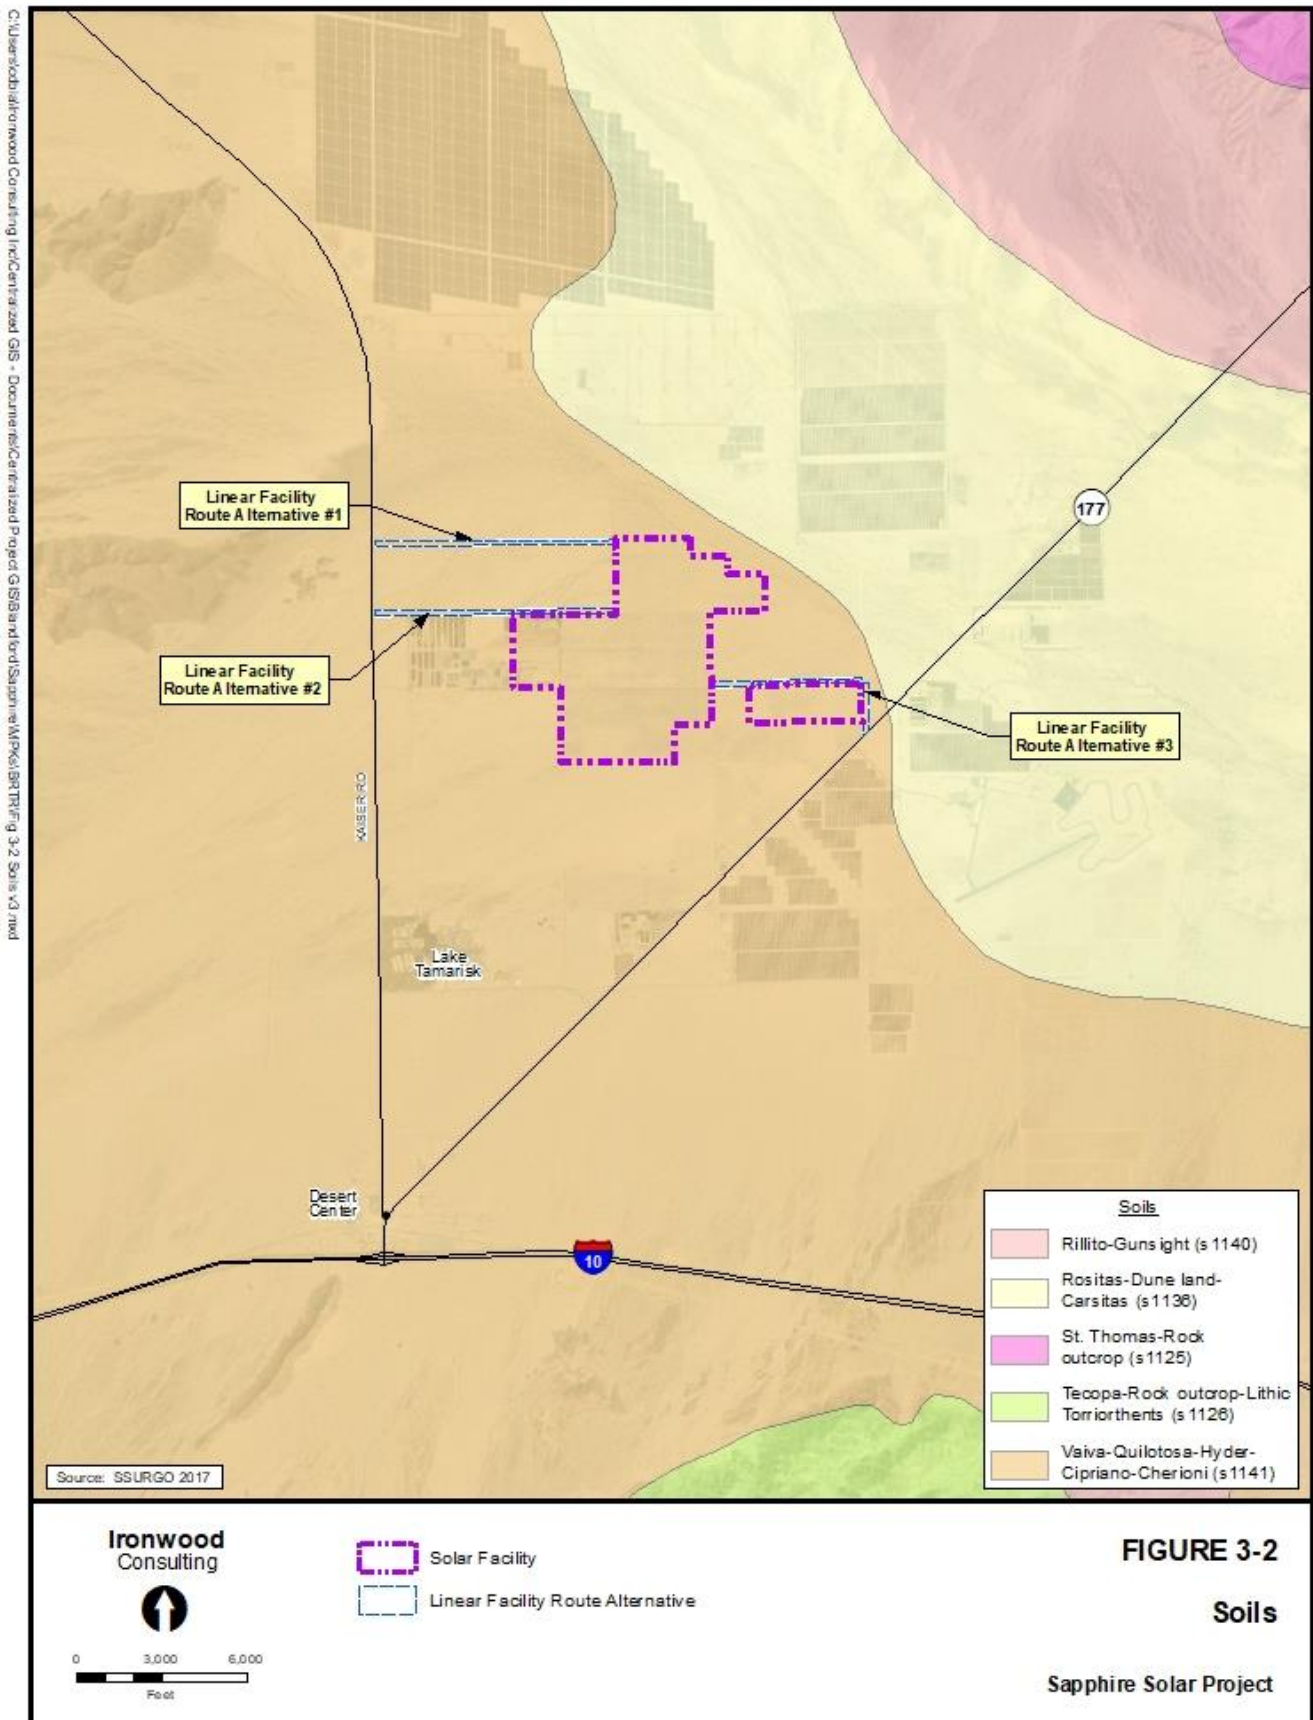 C:\Users\cbial\Ironwood Consulting Inc\Centralized GIS - Documents\Centralized Project GIS\Blandford\Sapphire\MPKs\BRTR\Fig 3-2 Soils v3.mxd
Linear Facility
Route Alternative #1
177
Linear Facility
Route Alternative #2
Linear Facility
Route Alternative #3
KAISER RD
Lake
Tamarisk
Desert
Center
10
Soils
Rillito-Gunsight (s1140)
Rositas-Dune land-
Carsitas (s1136)
St. Thomas-Rock
outcrop (s1125)
Tecopa-Rock outcrop-Lithic
Torriorthents (s1126)
Vaiva-Quilotosa-Hyder-
Cipriano-Cherioni (s1141)
Source: SSURGO 2017
Ironwood
Consulting
0 3,000 6,000
Feet
Solar Facility
Linear Facility Route Alternative
FIGURE 3-2
Soils
Sapphire Solar Project